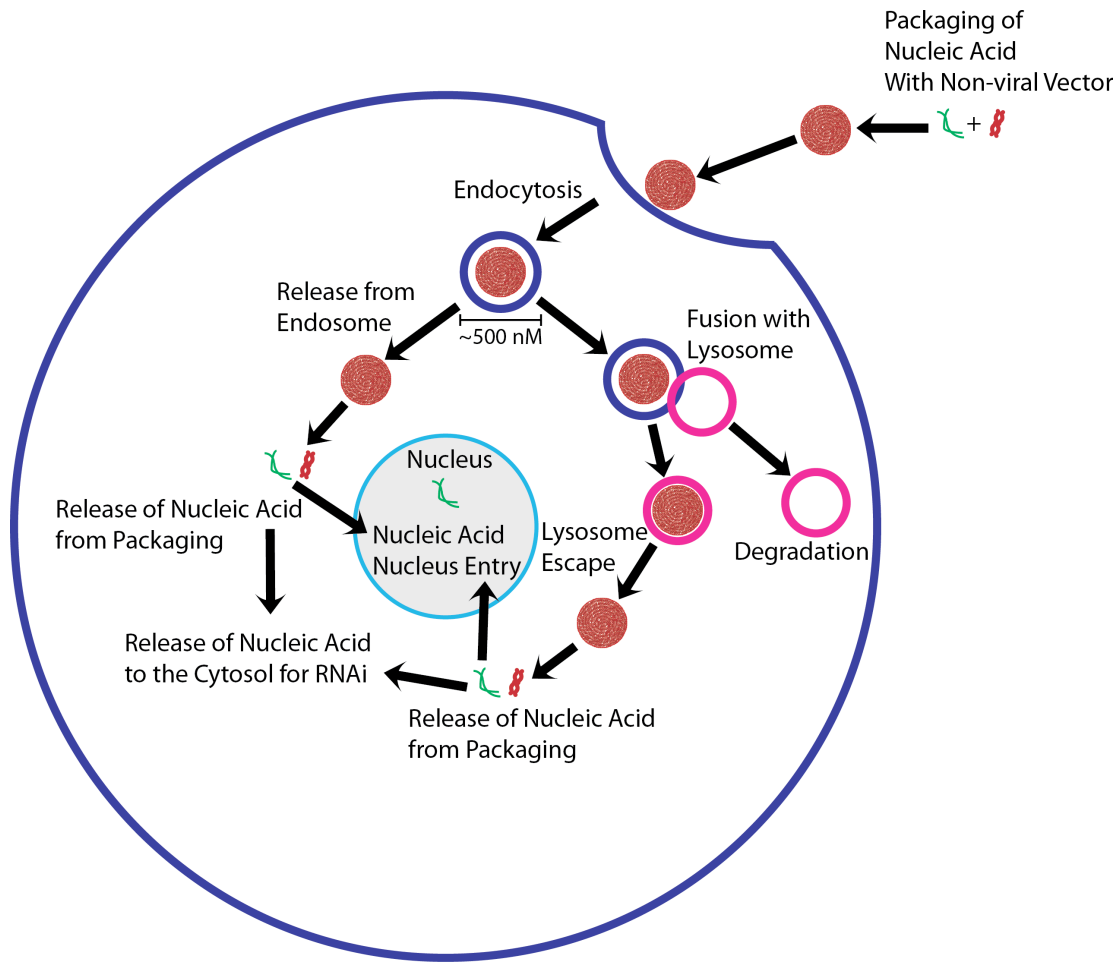 Packaging of
Nucleic Acid
With Non-viral Vector
+
Endocytosis
Release from
Endosome
~500 nM
Fusion with
Lysosome
Nucleus
Nucleic Acid
Nucleus Entry
Release of Nucleic Acid
from Packaging
Lysosome
Escape
Degradation
Release of Nucleic Acid
to the Cytosol for RNAi
Release of Nucleic Acid
from Packaging